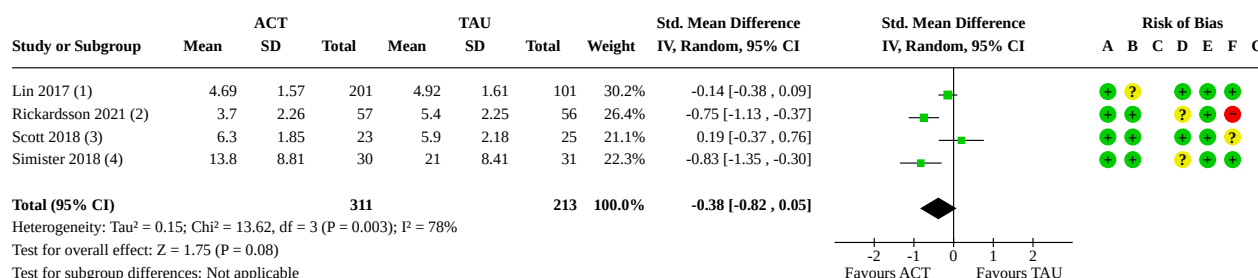 ACT TAU Std. Mean Difference Std. Mean Difference Risk of Bias
Study or Subgroup Mean SD Total Mean SD Total Weight IV, Random, 95% CI IV, Random, 95% CI A B C D E F
Lin 2017 (1) 4.69 1.57 201 4.92 1.61 101 30.2% -0.14 [-0.38 , 0.09] + ? + + +
Rickardsson 2021 (2) 3.7 2.26 57 5.4 2.25 56 26.4% -0.75 [-1.13 , -0.37] + + ? + −
Scott 2018 (3) 6.3 1.85 23 5.9 2.18 25 21.1% 0.19 [-0.37 , 0.76] + + + + ?
Simister 2018 (4) 13.8 8.81 30 21 8.41 31 22.3% -0.83 [-1.35 , -0.30] + + ? + +
Total (95% CI) 311 213 100.0% -0.38 [-0.82 , 0.05]
Heterogeneity: Tau² = 0.15; Chi² = 13.62, df = 3 (P = 0.003); I² = 78%
Test for overall effect: Z = 1.75 (P = 0.08)
-2 -1 0 1 2
Test for subgroup differences: Not applicable Favours ACT Favours TAU